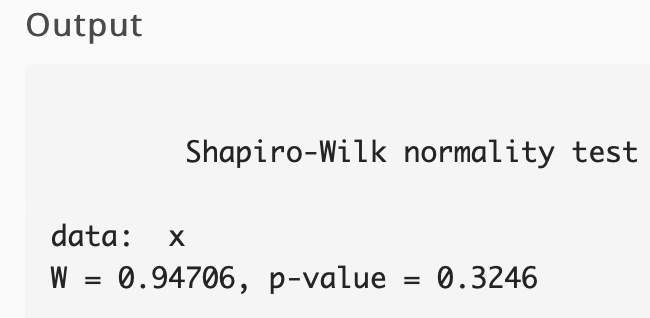 Output
Shapiro-Wilk normality test
data:  x
W = 0.94706, p-value = 0.3246